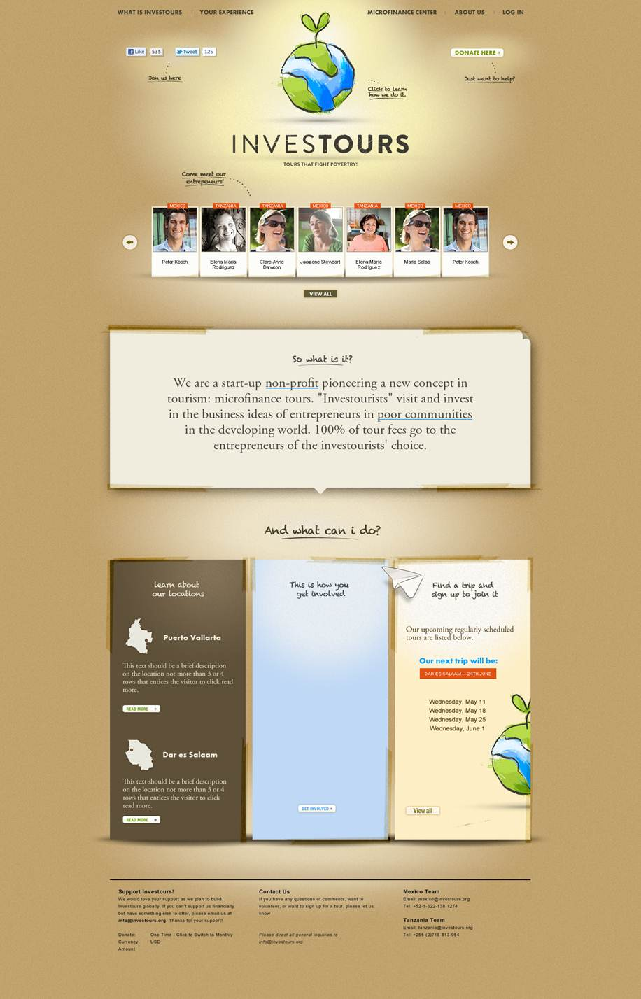 WHAT IS INVESTOURS
YOUR EXPERIENCE
MICROFINANCE CENTER
ABOUT US
LOG IN
Like 535
Tweet 125
DONATE HERE
Join us here
Just want to help?
Click to learn
how we do it.
INVESTOURS
TOURS THAT FIGHT POVERTRY!
Come meet our
entrepeneurs!
MEXICO
TANZANIA
TANZANIA
MEXICO
TANZANIA
MEXICO
MEXICO
Peter Kosch
Elena Maria
Rodriguez
Clare Anne
Dawson
Jacqlene Steweart
Elena Maria
Rodriguez
Maria Salas
Peter Kosch
VIEW ALL
So what is it?
We are a start-up non-profit pioneering a new concept in
tourism: microfinance tours. "Investourists" visit and invest
in the business ideas of entrepreneurs in poor communities
in the developing world. 100% of tour fees go to the
entrepreneurs of the investourists' choice.
And what can i do?
learn about
our locations
Puerto Vallarta
This text should be a brief description
on the location not more than 3 or 4
rows that entices the visitor to click read
more.
READ MORE
Dar es Salaam
This text should be a brief description
on the location not more than 3 or 4
rows that entices the visitor to click
read more.
READ MORE
This is how you
get involved
GET INVOLVED
Find a trip and
sign up to join it
Our upcoming regularly scheduled
tours are listed below.
Our next trip will be:
DAR ES SALAAM — 24TH JUNE
Wednesday, May 11
Wednesday, May 18
Wednesday, May 25
Wednesday, June 1
View all
Support Investours!
We would love your support as we plan to build
Investours globally. If you can't support us financially
but have something else to offer, please email us at
info@investours.org. Thanks for your support!
Donate: One Time - Click to Switch to Monthly
Currency USD
Amount
Contact Us
If you have any questions or comments, want to
volunteer, or want to sign up for a tour, please let us
know
Please direct all general inquiries to
info@investours.org
Mexico Team
Email: mexico@investours.org
Tel: +52-1-322-138-1274
Tanzania Team
Email: tanzania@investours.org
Tel: +255-(0)718-813-954